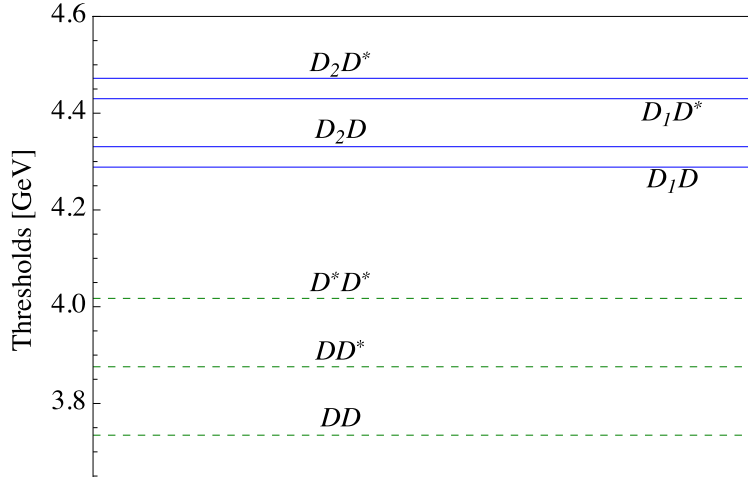 4.6
D₂D*
4.4
D₁D*
D₂D
4.2
D₁D
Thresholds [GeV]
D*D*
4.0
DD*
3.8
DD